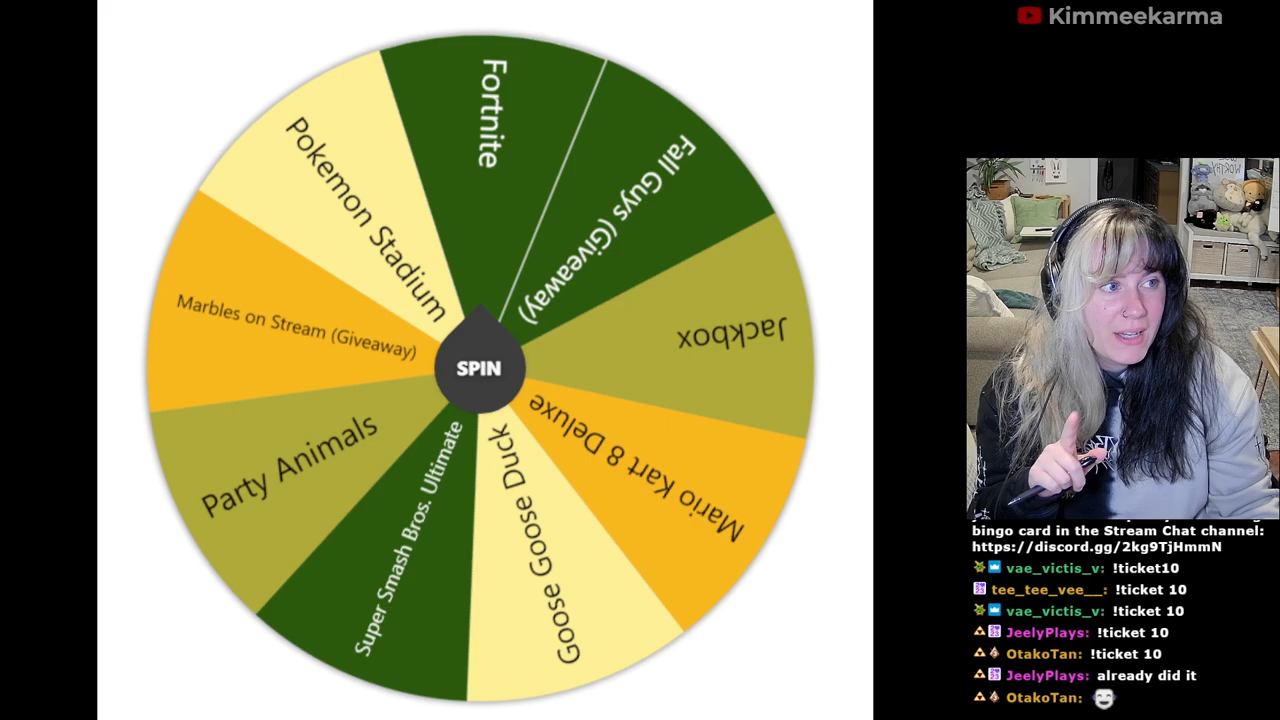 Kimmeekarma
Fortnite
Fall Guys (Giveaway)
Jackbox
Mario Kart 8 Deluxe
Goose Goose Duck
Super Smash Bros. Ultimate
Party Animals
Marbles on Stream (Giveaway)
Pokemon Stadium
SPIN
bingo card in the Stream Chat channel:
https://discord.gg/2kg9TjHmmN
vae_victis_v: !ticket10
tee_tee_vee__: !ticket 10
vae_victis_v: !ticket 10
JeelyPlays: !ticket 10
OtakoTan: !ticket 10
JeelyPlays: already did it
OtakoTan: